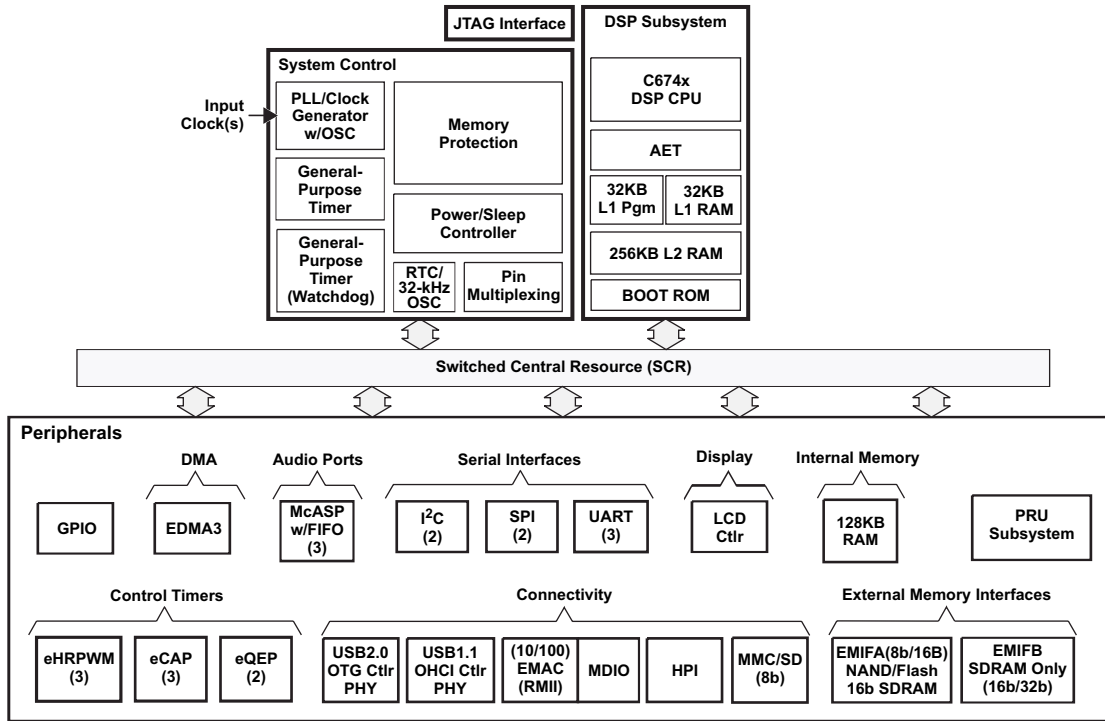 JTAG Interface
DSP Subsystem
System Control
Input
Clock(s)
PLL/Clock
Generator
w/OSC
General-
Purpose
Timer
General-
Purpose
Timer
(Watchdog)
Memory
Protection
Power/Sleep
Controller
RTC/
32-kHz
OSC
Pin
Multiplexing
C674x
DSP CPU
AET
32KB
L1 Pgm
32KB
L1 RAM
256KB L2 RAM
BOOT ROM
Switched Central Resource (SCR)
Peripherals
GPIO
DMA
EDMA3
Audio Ports
McASP
w/FIFO
(3)
Serial Interfaces
I²C
(2)
SPI
(2)
UART
(3)
Display
LCD
Ctlr
Internal Memory
128KB
RAM
PRU
Subsystem
Control Timers
eHRPWM
(3)
eCAP
(3)
eQEP
(2)
Connectivity
USB2.0
OTG Ctlr
PHY
USB1.1
OHCI Ctlr
PHY
(10/100)
EMAC
(RMII)
MDIO
HPI
MMC/SD
(8b)
External Memory Interfaces
EMIFA(8b/16B)
NAND/Flash
16b SDRAM
EMIFB
SDRAM Only
(16b/32b)